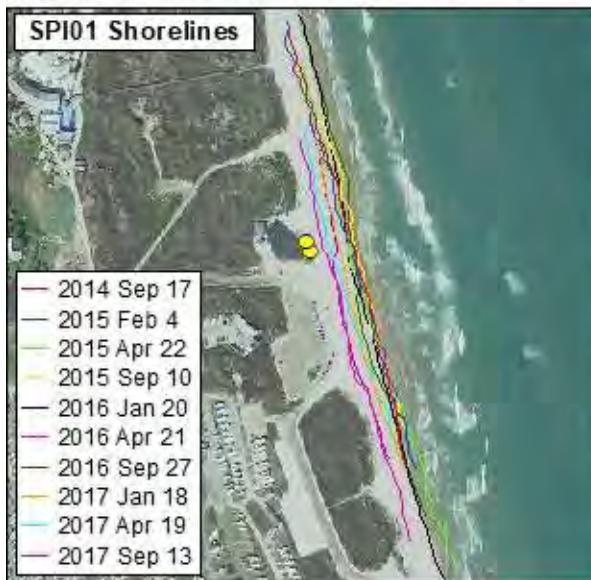 SPI01 Shorelines
2014 Sep 17
2015 Feb 4
2015 Apr 22
2015 Sep 10
2016 Jan 20
2016 Apr 21
2016 Sep 27
2017 Jan 18
2017 Apr 19
2017 Sep 13